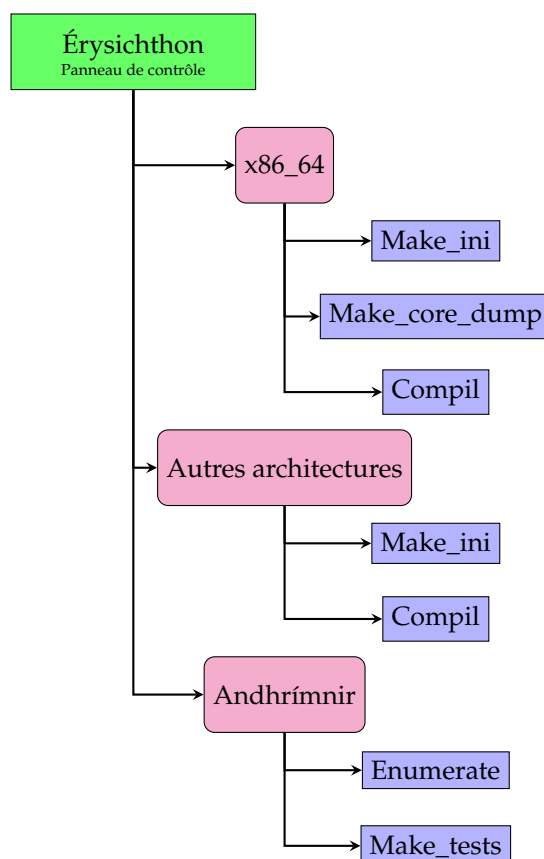 Érysichthon
Panneau de contrôle
x86_64
Make_ini
Make_core_dump
Compil
Autres architectures
Make_ini
Compil
Andhrímnir
Enumerate
Make_tests